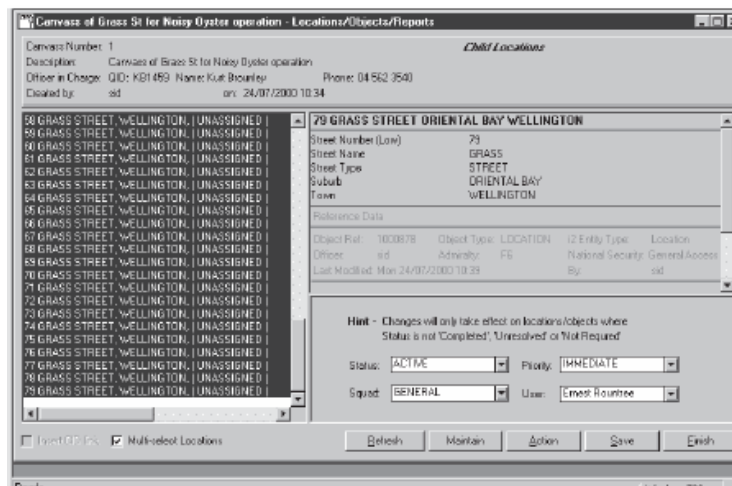 Canvass of Grass St for Noisy Oyster operation - Locations/Objects/Reports
Canvass Number: 1
Child Locations
Description: Canvass of Grass St for Noisy Oyster operation
Officer in Charge: QID: KB1459 Name: Kurt Brownley Phone: 04 562 3540
Created by: sid on: 24/07/2000 10:34
58 GRASS STREET, WELLINGTON, | UNASSIGNED |
59 GRASS STREET, WELLINGTON, | UNASSIGNED |
60 GRASS STREET, WELLINGTON, | UNASSIGNED |
61 GRASS STREET, WELLINGTON, | UNASSIGNED |
62 GRASS STREET, WELLINGTON, | UNASSIGNED |
63 GRASS STREET, WELLINGTON, | UNASSIGNED |
64 GRASS STREET, WELLINGTON, | UNASSIGNED |
65 GRASS STREET, WELLINGTON, | UNASSIGNED |
66 GRASS STREET, WELLINGTON, | UNASSIGNED |
67 GRASS STREET, WELLINGTON, | UNASSIGNED |
68 GRASS STREET, WELLINGTON, | UNASSIGNED |
69 GRASS STREET, WELLINGTON, | UNASSIGNED |
70 GRASS STREET, WELLINGTON, | UNASSIGNED |
71 GRASS STREET, WELLINGTON, | UNASSIGNED |
72 GRASS STREET, WELLINGTON, | UNASSIGNED |
73 GRASS STREET, WELLINGTON, | UNASSIGNED |
74 GRASS STREET, WELLINGTON, | UNASSIGNED |
75 GRASS STREET, WELLINGTON, | UNASSIGNED |
76 GRASS STREET, WELLINGTON, | UNASSIGNED |
77 GRASS STREET, WELLINGTON, | UNASSIGNED |
78 GRASS STREET, WELLINGTON, | UNASSIGNED |
79 GRASS STREET, WELLINGTON, | UNASSIGNED |
79 GRASS STREET ORIENTAL BAY WELLINGTON
Street Number (Low) 79
Street Name GRASS
Street Type STREET
Suburb ORIENTAL BAY
Town WELLINGTON
Reference Data
Object Ref: 1000878 Object Type: LOCATION i2 Entity Type: Location
Officer: sid Admiralty: F6 National Security: General Access
Last Modified: Mon 24/07/2000 10:39 By: sid
Hint - Changes will only take effect on locations/objects where
Status is not 'Completed', 'Unresolved' or 'Not Required'
Status: ACTIVE Priority: IMMEDIATE
Squad: GENERAL User: Ernest Rountree
Multi-select Locations
Refresh Maintain Action Save Finish